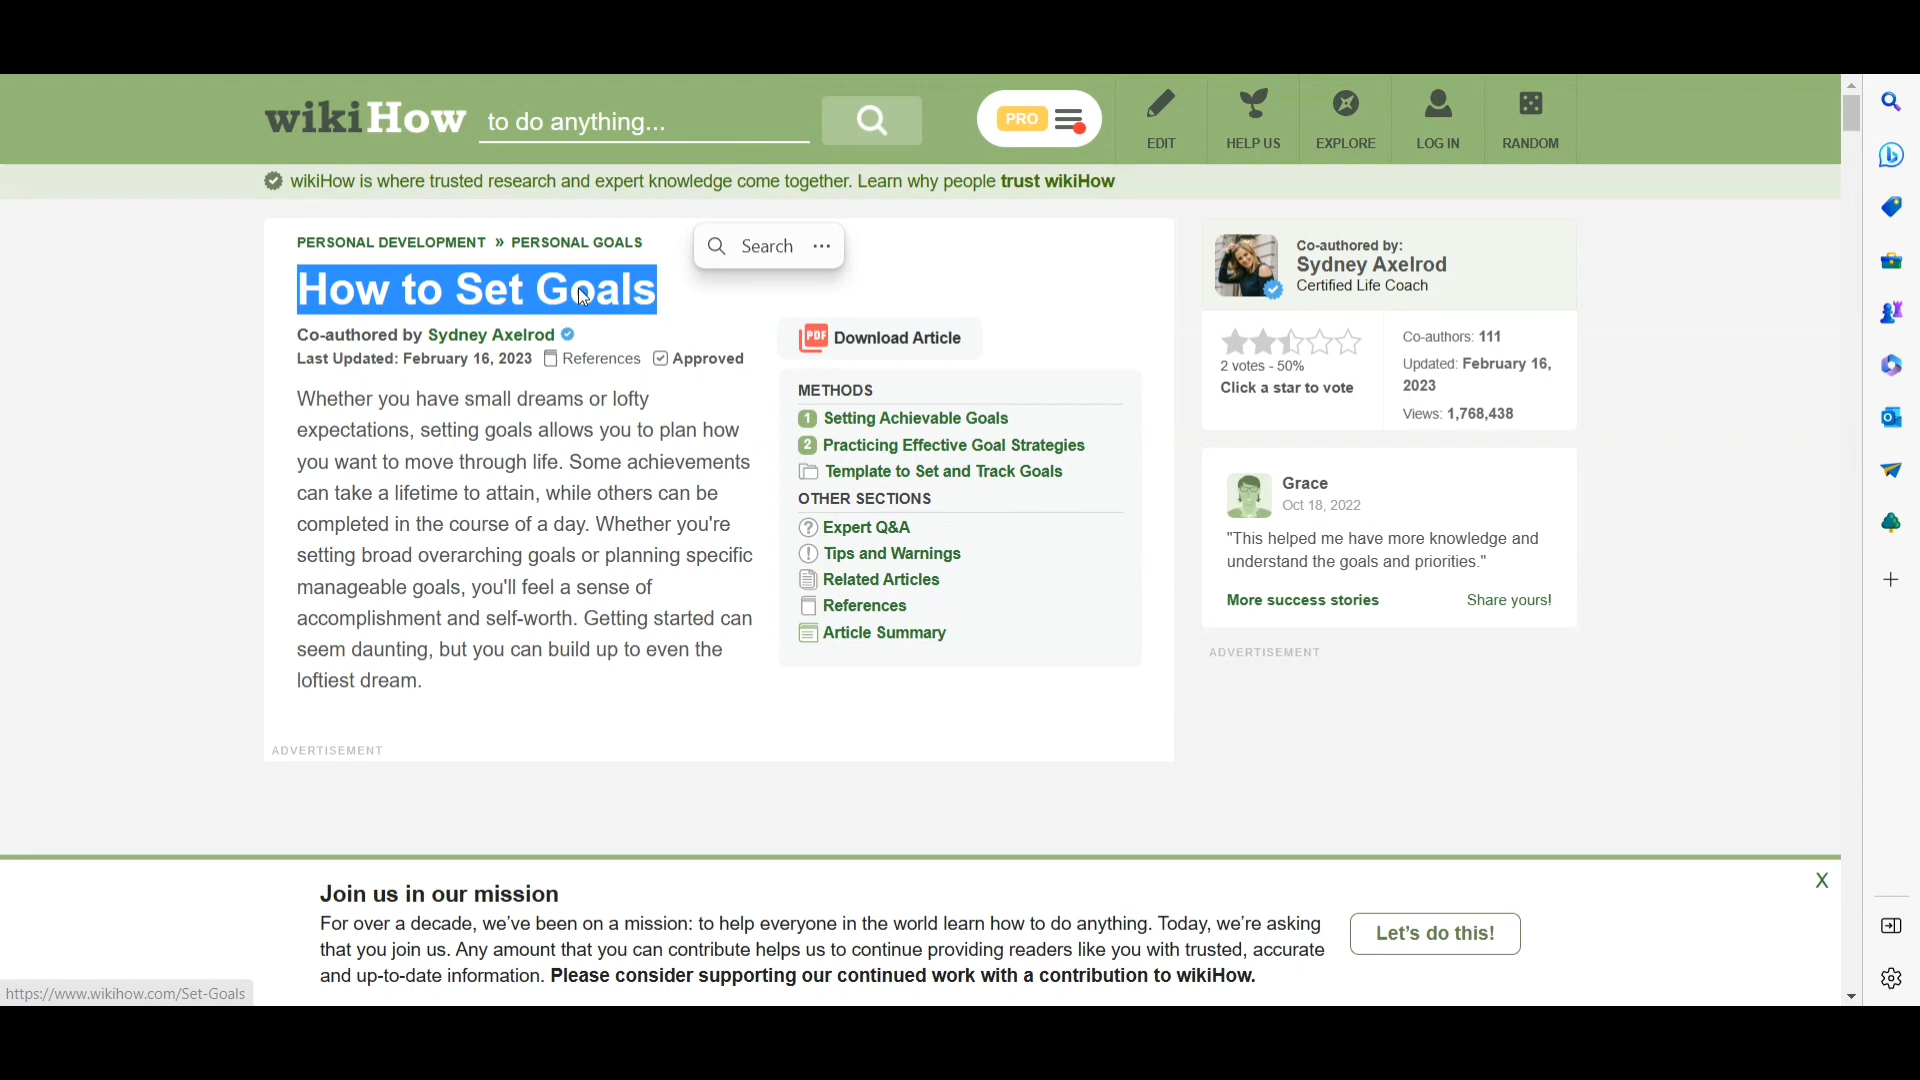 wikiHow to do anything...
PRO
EDIT
HELP US
EXPLORE
LOG IN
RANDOM
wikiHow is where trusted research and expert knowledge come together. Learn why people trust wikiHow
PERSONAL DEVELOPMENT » PERSONAL GOALS
Search ...
How to Set Goals
Co-authored by Sydney Axelrod
Last Updated: February 16, 2023 References Approved
Whether you have small dreams or lofty
expectations, setting goals allows you to plan how
you want to move through life. Some achievements
can take a lifetime to attain, while others can be
completed in the course of a day. Whether you're
setting broad overarching goals or planning specific
manageable goals, you'll feel a sense of
accomplishment and self-worth. Getting started can
seem daunting, but you can build up to even the
loftiest dream.
ADVERTISEMENT
PDF Download Article
METHODS
1 Setting Achievable Goals
2 Practicing Effective Goal Strategies
Template to Set and Track Goals
OTHER SECTIONS
? Expert Q&A
! Tips and Warnings
Related Articles
References
Article Summary
Co-authored by:
Sydney Axelrod
Certified Life Coach
2 votes - 50%
Click a star to vote
Co-authors: 111
Updated: February 16,
2023
Views: 1,768,438
Grace
Oct 18, 2022
"This helped me have more knowledge and
understand the goals and priorities."
More success stories Share yours!
ADVERTISEMENT
Join us in our mission X
For over a decade, we've been on a mission: to help everyone in the world learn how to do anything. Today, we're asking
that you join us. Any amount that you can contribute helps us to continue providing readers like you with trusted, accurate
and up-to-date information. Please consider supporting our continued work with a contribution to wikiHow.
Let's do this!
https://www.wikihow.com/Set-Goals